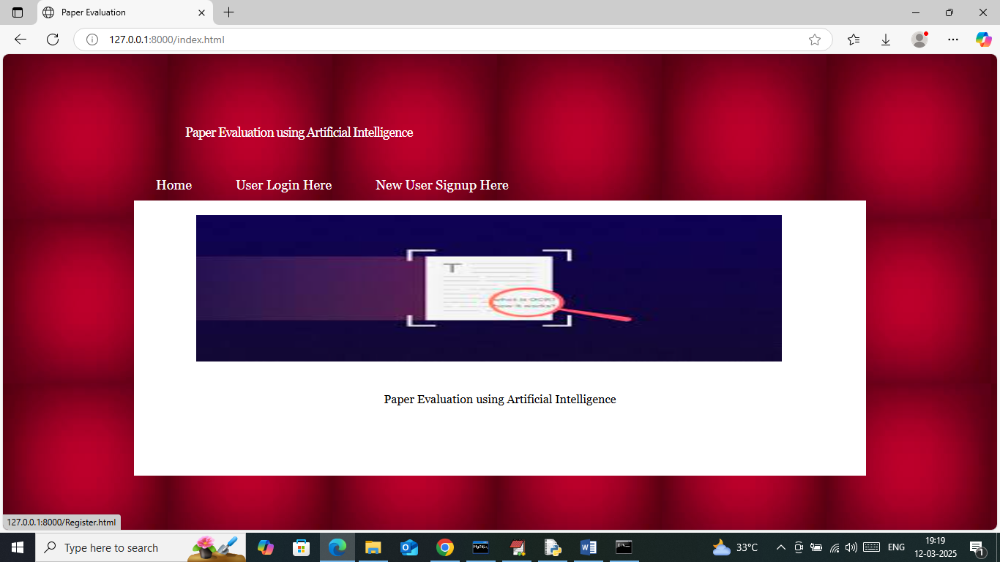 Paper Evaluation
127.0.0.1:8000/index.html
Paper Evaluation using Artificial Intelligence
Home User Login Here New User Signup Here
T
what is OCR?
how it works?
Paper Evaluation using Artificial Intelligence
127.0.0.1:8000/Register.html
Type here to search
MySQL
33°C
ENG
19:19
12-03-2025
1